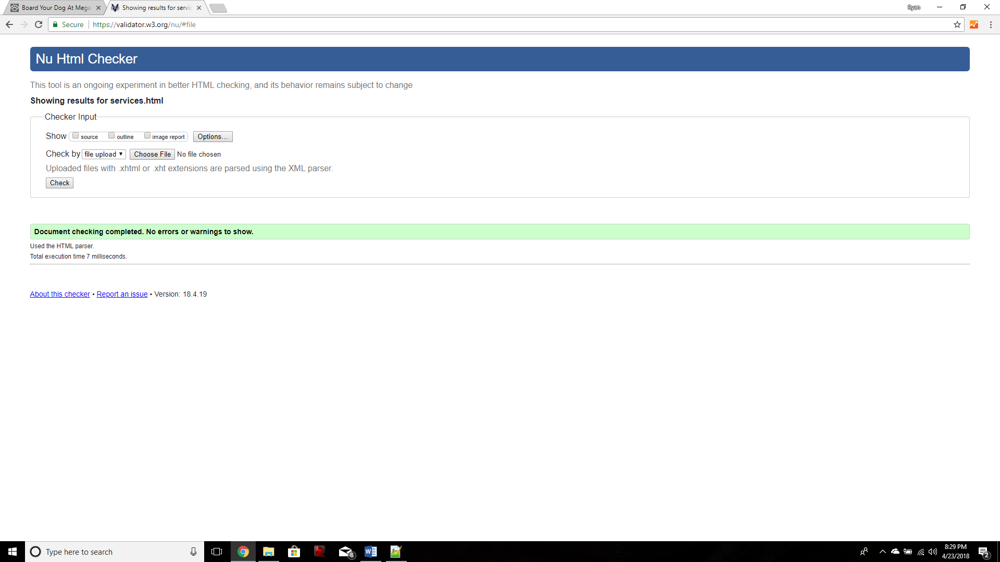 Board Your Dog At Mega
Showing results for servic
Ryan
Secure
https://validator.w3.org/nu/#file
Nu Html Checker
This tool is an ongoing experiment in better HTML checking, and its behavior remains subject to change
Showing results for services.html
Checker Input
Show source outline image report Options...
Check by file upload Choose File No file chosen
Uploaded files with .xhtml or .xht extensions are parsed using the XML parser.
Check
Document checking completed. No errors or warnings to show.
Used the HTML parser.
Total execution time 7 milliseconds.
About this checker • Report an issue • Version: 18.4.19
Type here to search
8
8:29 PM
4/23/2018
2